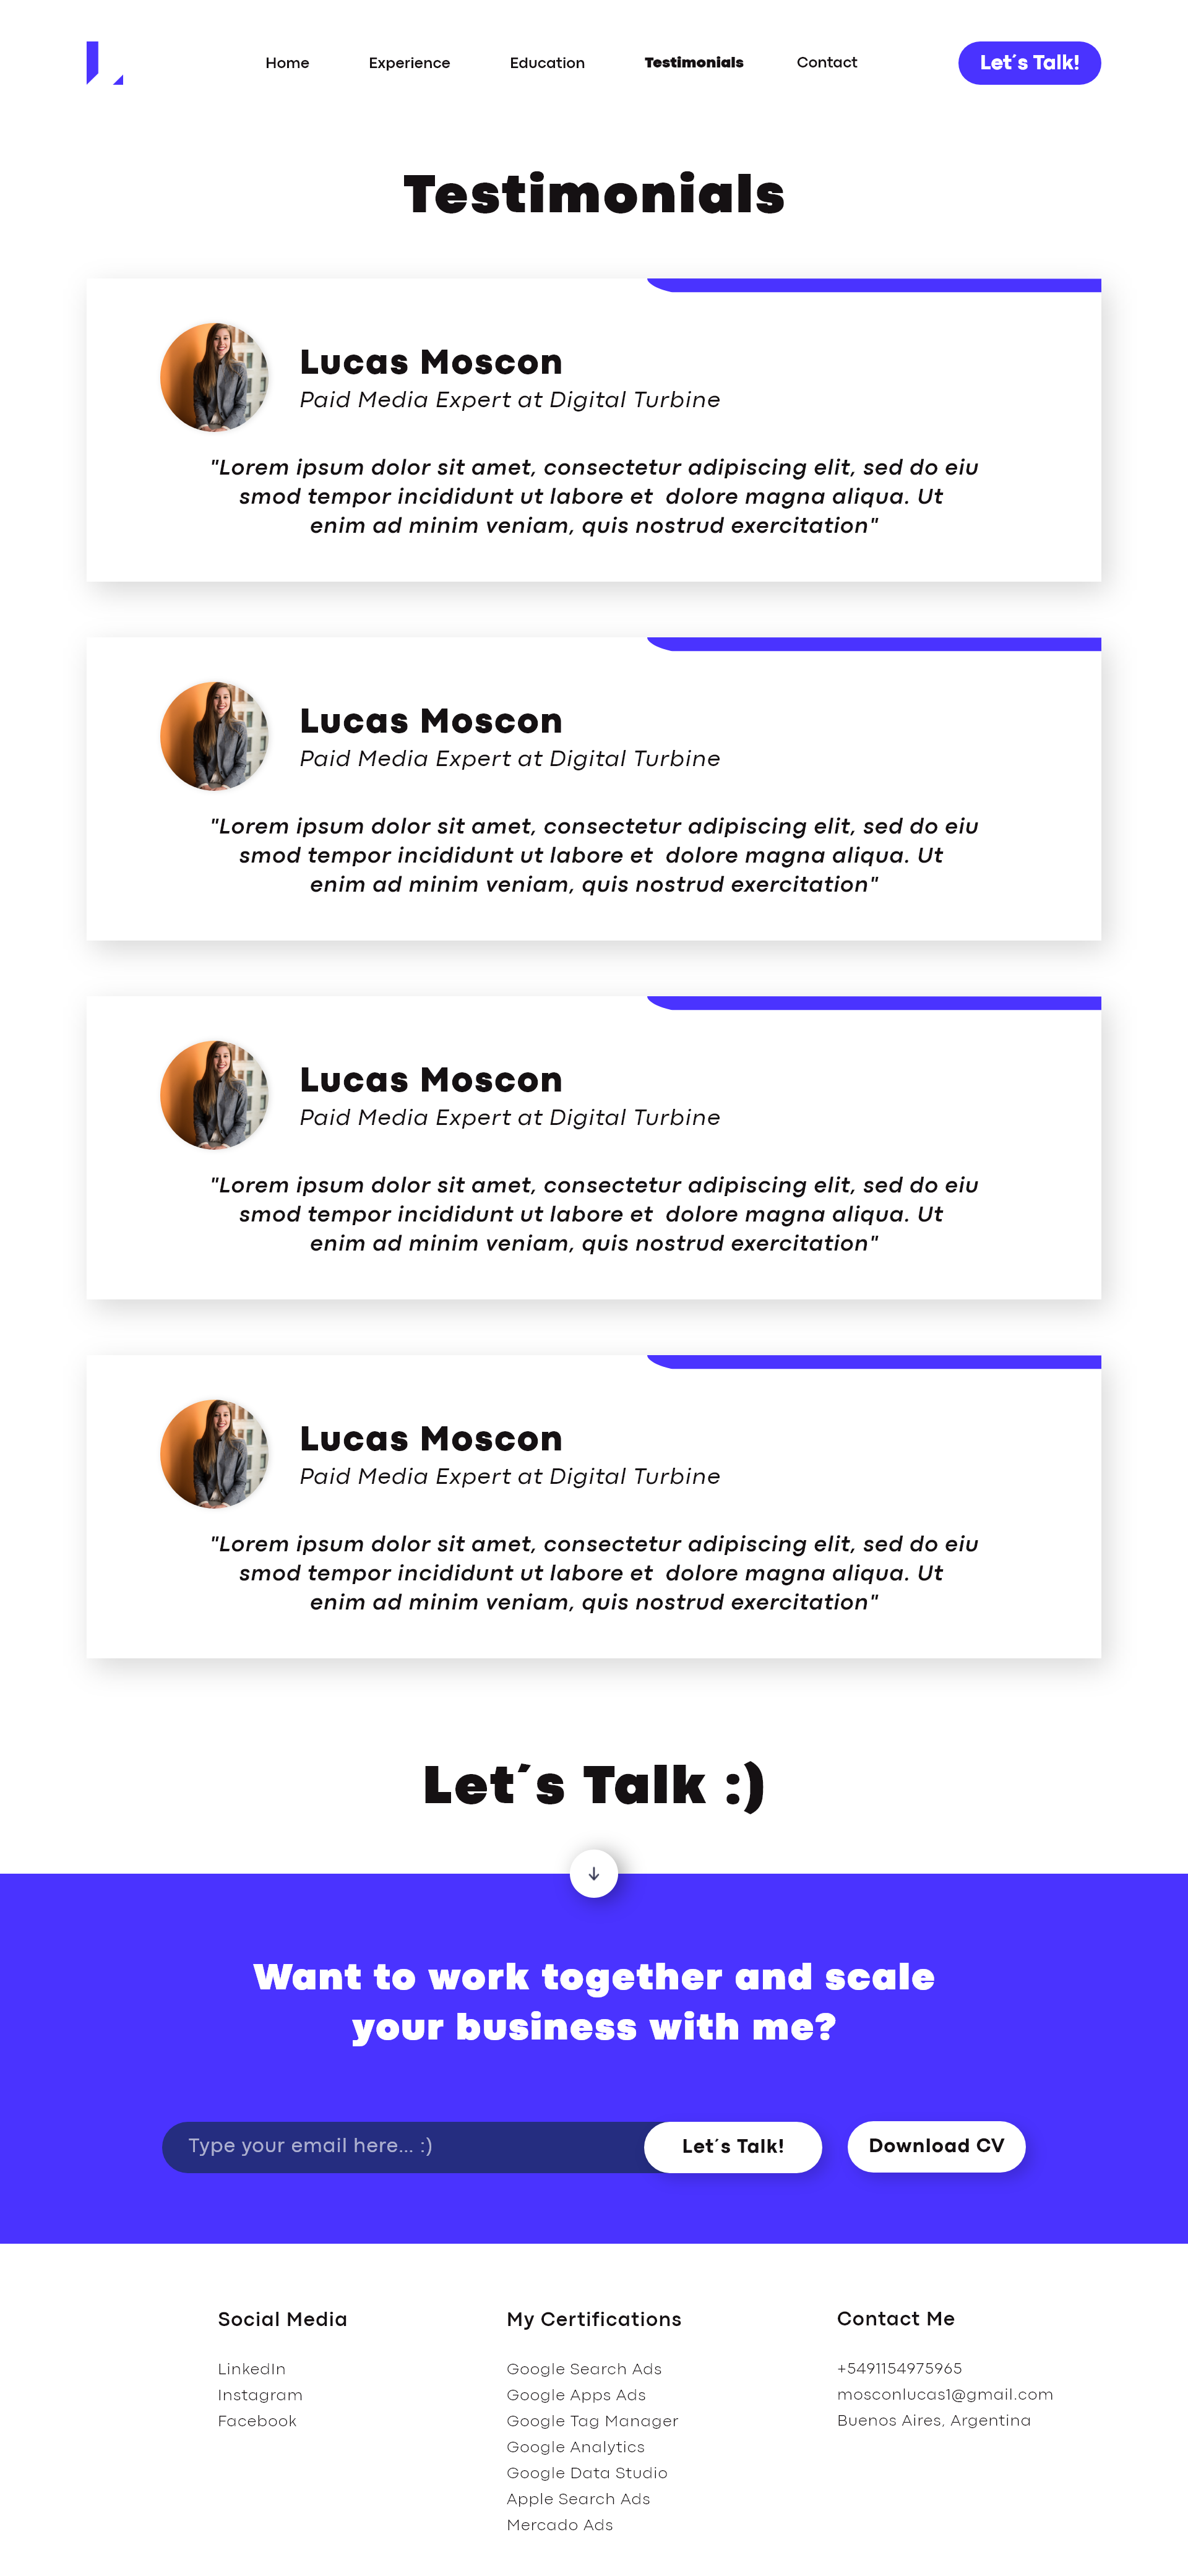 Home Experience Education Testimonials Contact Let´s Talk!
Testimonials
Lucas Moscon
Paid Media Expert at Digital Turbine
"Lorem ipsum dolor sit amet, consectetur adipiscing elit, sed do eiu
smod tempor incididunt ut labore et dolore magna aliqua. Ut
enim ad minim veniam, quis nostrud exercitation"
Lucas Moscon
Paid Media Expert at Digital Turbine
"Lorem ipsum dolor sit amet, consectetur adipiscing elit, sed do eiu
smod tempor incididunt ut labore et dolore magna aliqua. Ut
enim ad minim veniam, quis nostrud exercitation"
Lucas Moscon
Paid Media Expert at Digital Turbine
"Lorem ipsum dolor sit amet, consectetur adipiscing elit, sed do eiu
smod tempor incididunt ut labore et dolore magna aliqua. Ut
enim ad minim veniam, quis nostrud exercitation"
Lucas Moscon
Paid Media Expert at Digital Turbine
"Lorem ipsum dolor sit amet, consectetur adipiscing elit, sed do eiu
smod tempor incididunt ut labore et dolore magna aliqua. Ut
enim ad minim veniam, quis nostrud exercitation"
Let´s Talk :)
Want to work together and scale
your business with me?
Type your email here... :) Let´s Talk! Download CV
Social Media
LinkedIn
Instagram
Facebook
My Certifications
Google Search Ads
Google Apps Ads
Google Tag Manager
Google Analytics
Google Data Studio
Apple Search Ads
Mercado Ads
Contact Me
+5491154975965
mosconlucas1@gmail.com
Buenos Aires, Argentina